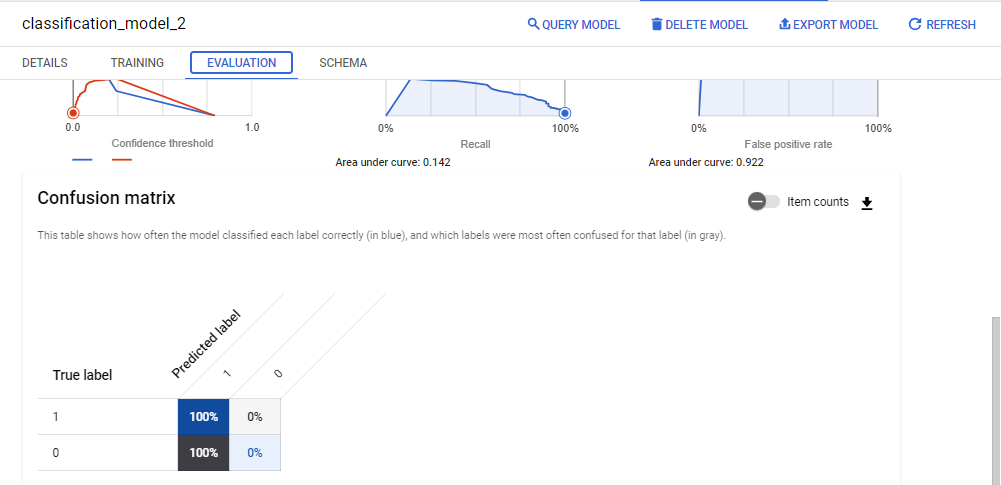 classification_model_2
QUERY MODEL
DELETE MODEL
EXPORT MODEL
REFRESH
DETAILS
TRAINING
EVALUATION
SCHEMA
0.0
1.0
Confidence threshold
0%
100%
Recall
Area under curve: 0.142
0%
100%
False positive rate
Area under curve: 0.922
Confusion matrix
Item counts
This table shows how often the model classified each label correctly (in blue), and which labels were most often confused for that label (in gray).
Predicted label
1
0
True label
1
100%
0%
0
100%
0%